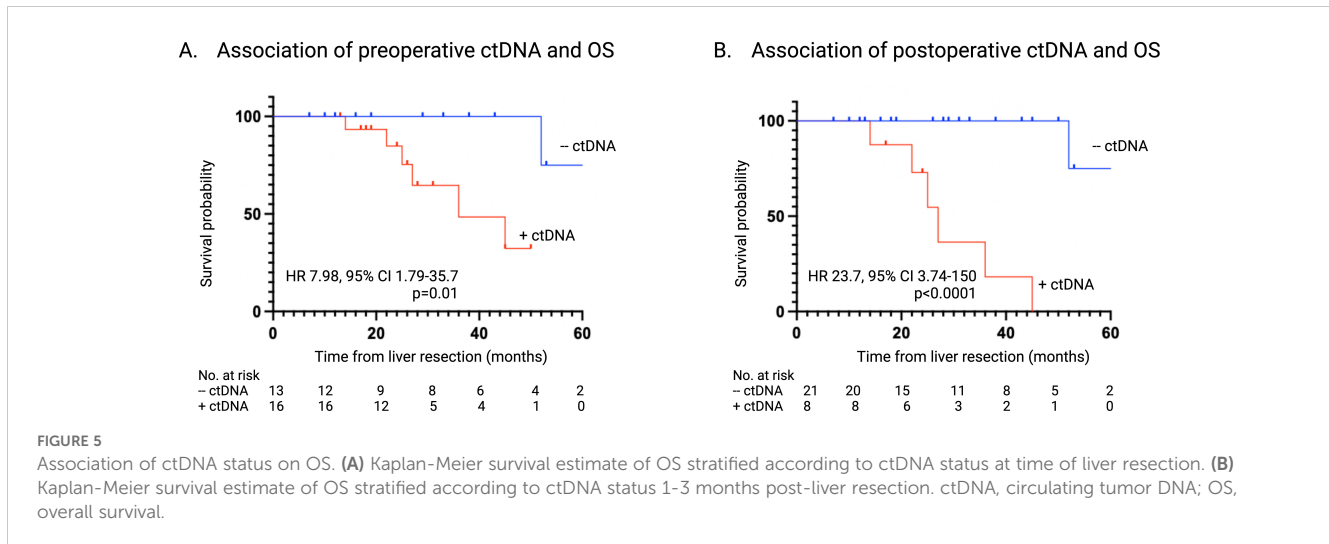 A. Association of preoperative ctDNA and OS
100
50
0
Survival probability
-- ctDNA
+ ctDNA
HR 7.98, 95% CI 1.79-35.7
p=0.01
0 20 40 60
Time from liver resection (months)
No. at risk
-- ctDNA 13 12 9 8 6 4 2
+ ctDNA 16 16 12 5 4 1 0
B. Association of postoperative ctDNA and OS
100
50
0
Survival probability
-- ctDNA
+ ctDNA
HR 23.7, 95% CI 3.74-150
p<0.0001
0 20 40 60
Time from liver resection (months)
No. at risk
-- ctDNA 21 20 15 11 8 5 2
+ ctDNA 8 8 6 3 2 1 0
FIGURE 5
Association of ctDNA status on OS. (A) Kaplan-Meier survival estimate of OS stratified according to ctDNA status at time of liver resection. (B)
Kaplan-Meier survival estimate of OS stratified according to ctDNA status 1-3 months post-liver resection. ctDNA, circulating tumor DNA; OS,
overall survival.